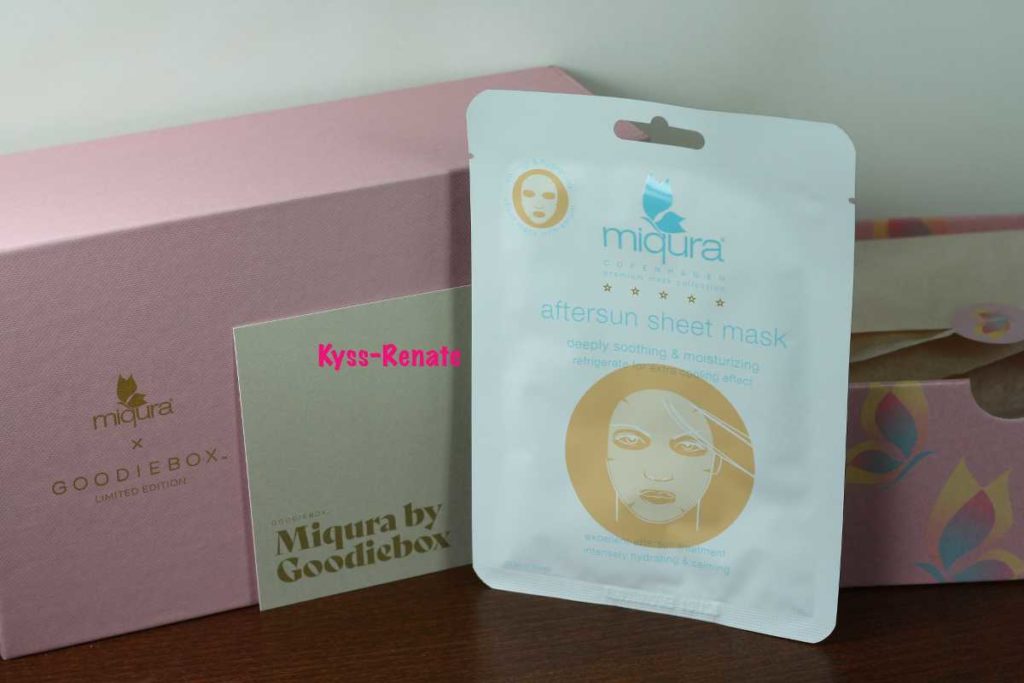 miqura
×
GOODIEBOX
LIMITED EDITION
GOODIEBOX
Miqura by
Goodiebox
Kyss-Renate
miqura
COPENHAGEN
premium mask collection
aftersun sheet mask
deeply soothing & moisturizing
refrigerate for extra cooling effect
intensely hydrating & calming